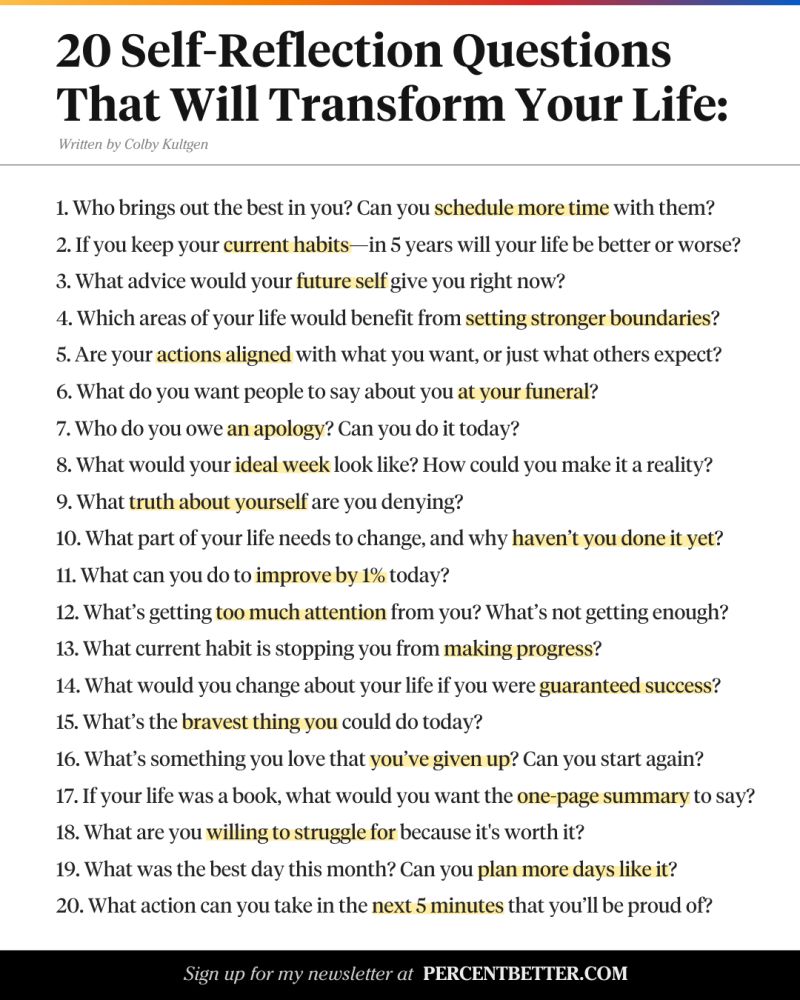 20 Self-Reflection Questions
That Will Transform Your Life:
Written by Colby Kultgen
1. Who brings out the best in you? Can you schedule more time with them?
2. If you keep your current habits—in 5 years will your life be better or worse?
3. What advice would your future self give you right now?
4. Which areas of your life would benefit from setting stronger boundaries?
5. Are your actions aligned with what you want, or just what others expect?
6. What do you want people to say about you at your funeral?
7. Who do you owe an apology? Can you do it today?
8. What would your ideal week look like? How could you make it a reality?
9. What truth about yourself are you denying?
10. What part of your life needs to change, and why haven’t you done it yet?
11. What can you do to improve by 1% today?
12. What’s getting too much attention from you? What’s not getting enough?
13. What current habit is stopping you from making progress?
14. What would you change about your life if you were guaranteed success?
15. What’s the bravest thing you could do today?
16. What’s something you love that you’ve given up? Can you start again?
17. If your life was a book, what would you want the one-page summary to say?
18. What are you willing to struggle for because it's worth it?
19. What was the best day this month? Can you plan more days like it?
20. What action can you take in the next 5 minutes that you’ll be proud of?
Sign up for my newsletter at PERCENTBETTER.COM